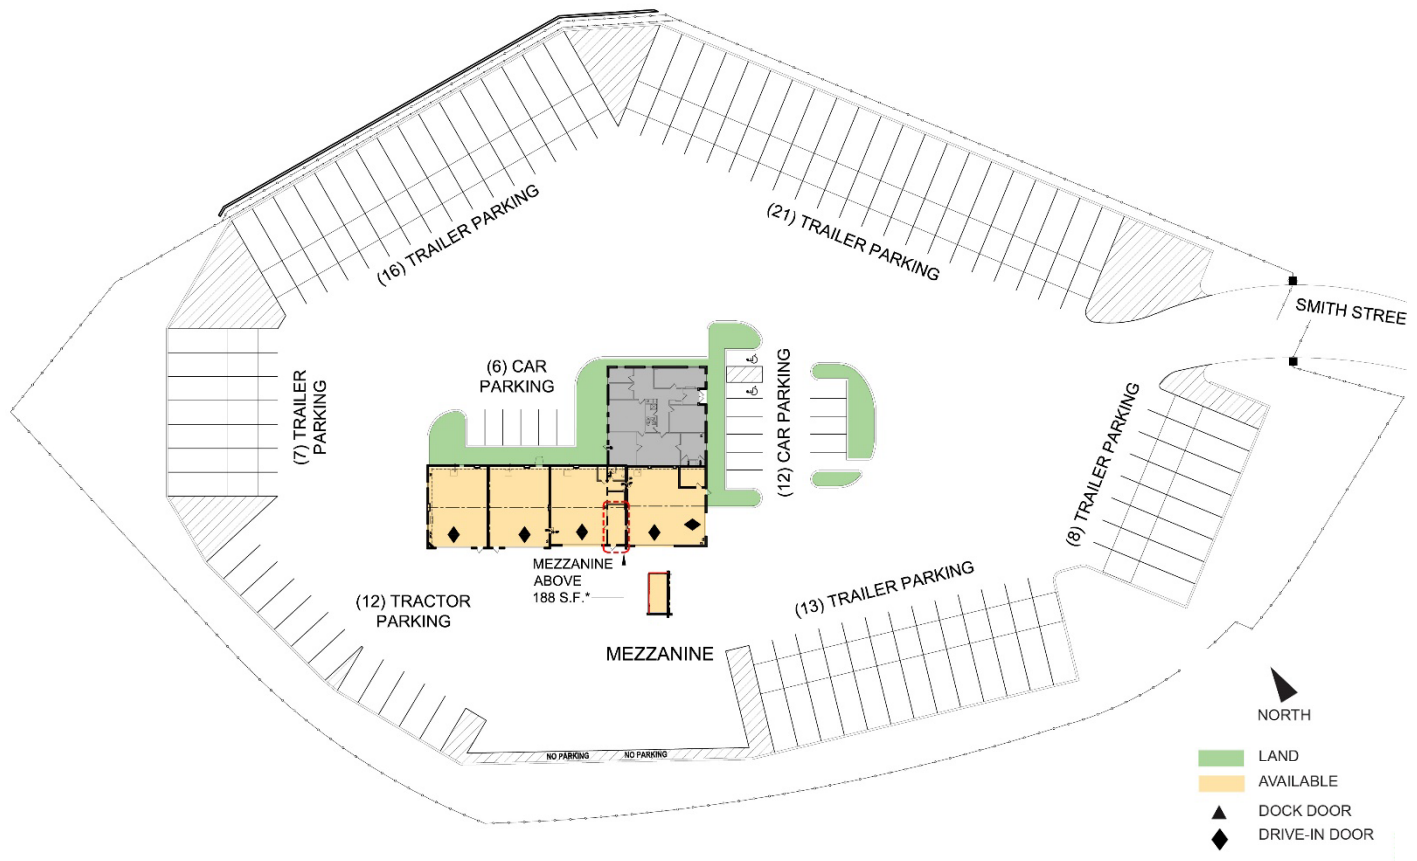 (16) TRAILER PARKING
(21) TRAILER PARKING
SMITH STREE
(6) CAR
PARKING
(12) CAR PARKING
(7) TRAILER
PARKING
(8) TRAILER PARKING
MEZZANINE
ABOVE
188 S.F.*
(12) TRACTOR
PARKING
(13) TRAILER PARKING
MEZZANINE
NO PARKING
NO PARKING
NORTH
LAND
AVAILABLE
DOCK DOOR
DRIVE-IN DOOR